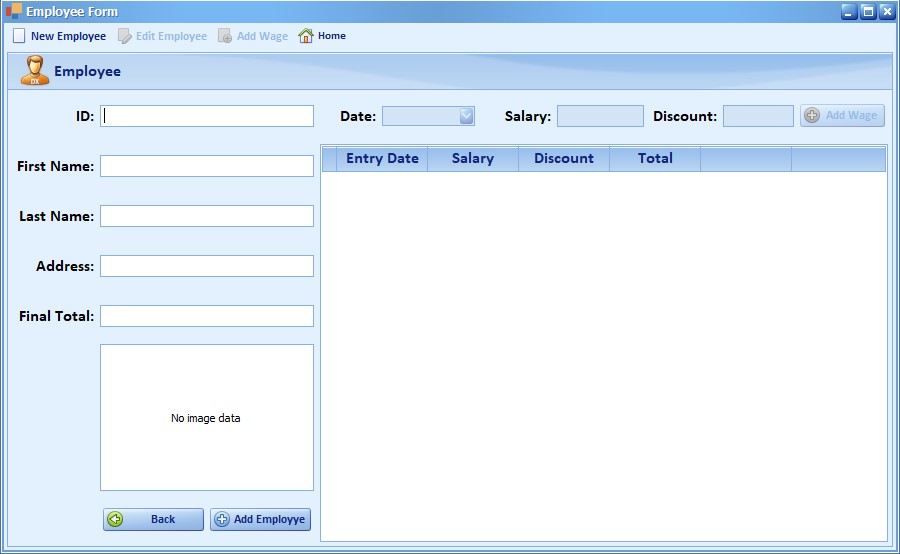 Employee Form
New Employee Edit Employee Add Wage Home
DX Employee
ID: Date: Salary: Discount: Add Wage
First Name:
Entry Date Salary Discount Total
Last Name:
Address:
Final Total:
No image data
Back Add Employye